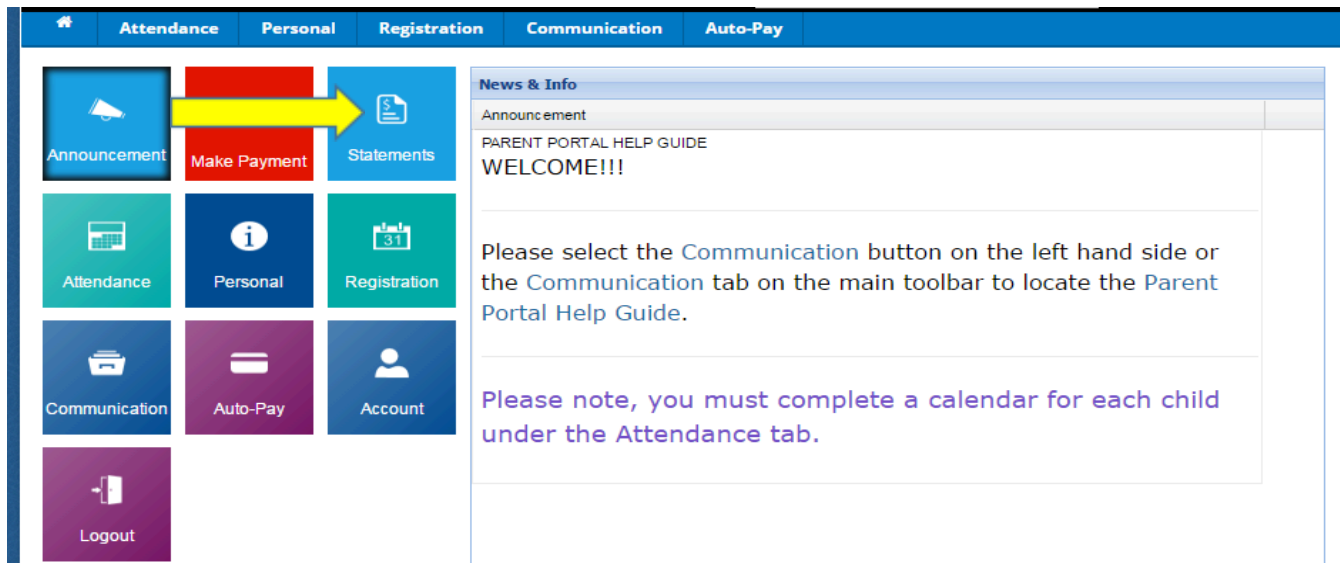 Attendance Personal Registration Communication Auto-Pay
Announcement
Make Payment
$
Statements
Attendance
i
Personal
31
Registration
Communication
Auto-Pay
Account
Logout
News & Info
Announcement
PARENT PORTAL HELP GUIDE
WELCOME!!!
Please select the Communication button on the left hand side or
the Communication tab on the main toolbar to locate the Parent
Portal Help Guide.
Please note, you must complete a calendar for each child
under the Attendance tab.